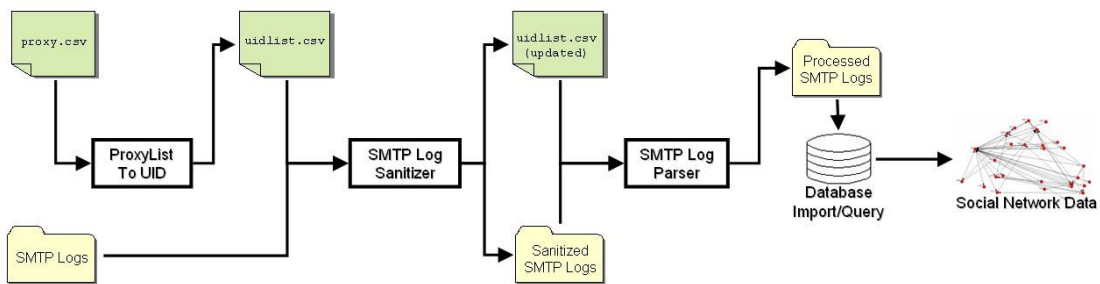 proxy.csv
uidlist.csv
uidlist.csv
(updated)
Processed
SMTP Logs
ProxyList
To UID
SMTP Log
Sanitizer
SMTP Log
Parser
Database
Import/Query
Social Network Data
SMTP Logs
Sanitized
SMTP Logs